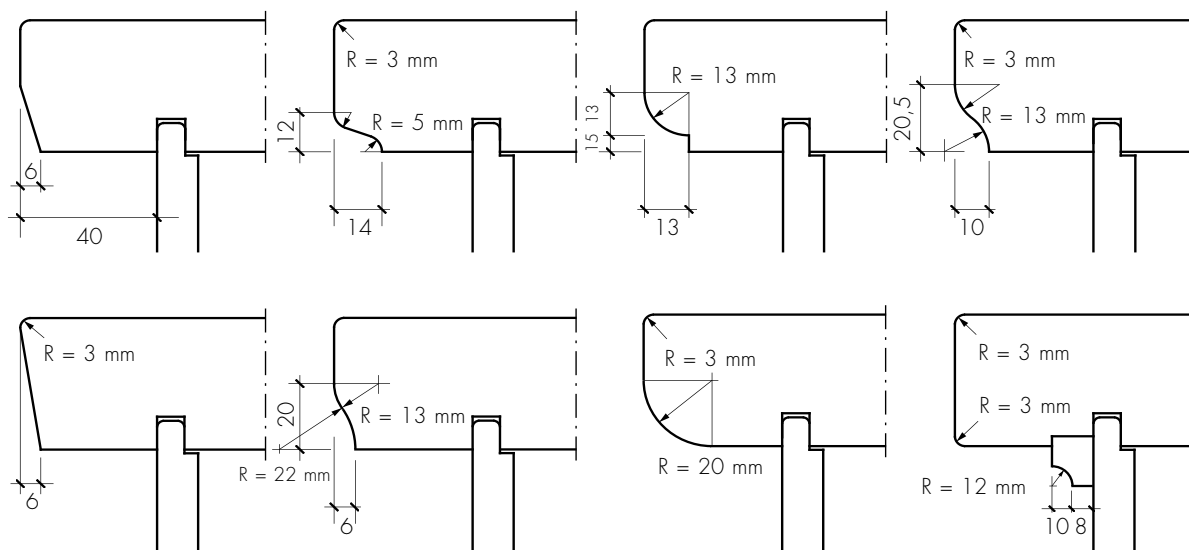 R = 3 mm
R = 5 mm
12
14
R = 13 mm
13
15
13
R = 3 mm
R = 13 mm
20,5
10
6
40
R = 3 mm
6
20
R = 13 mm
R = 22 mm
6
R = 3 mm
R = 20 mm
R = 3 mm
R = 3 mm
R = 12 mm
10 8